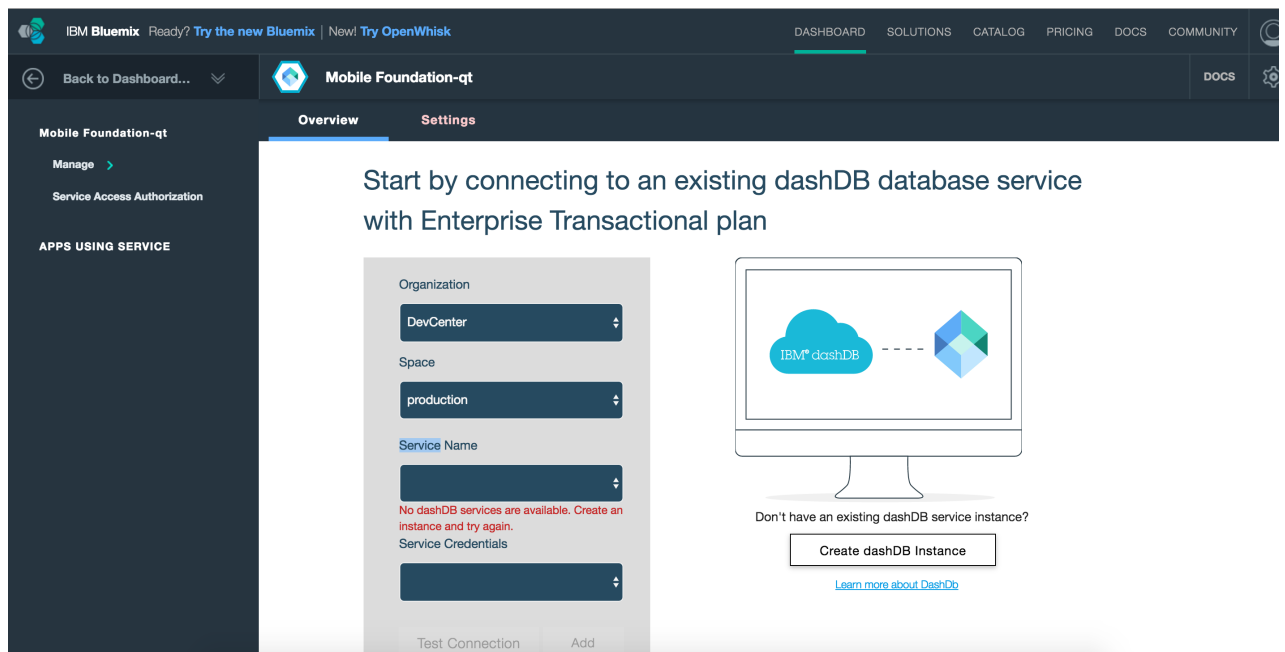 IBM Bluemix Ready? Try the new Bluemix | New! Try OpenWhisk
DASHBOARD SOLUTIONS CATALOG PRICING DOCS COMMUNITY
Back to Dashboard...
Mobile Foundation-qt
DOCS
Mobile Foundation-qt
Manage
Service Access Authorization
APPS USING SERVICE
Overview Settings
Start by connecting to an existing dashDB database service
with Enterprise Transactional plan
Organization
DevCenter
Space
production
Service Name
No dashDB services are available. Create an
instance and try again.
Service Credentials
Test Connection Add
IBM® dashDB
Don't have an existing dashDB service instance?
Create dashDB Instance
Learn more about DashDb